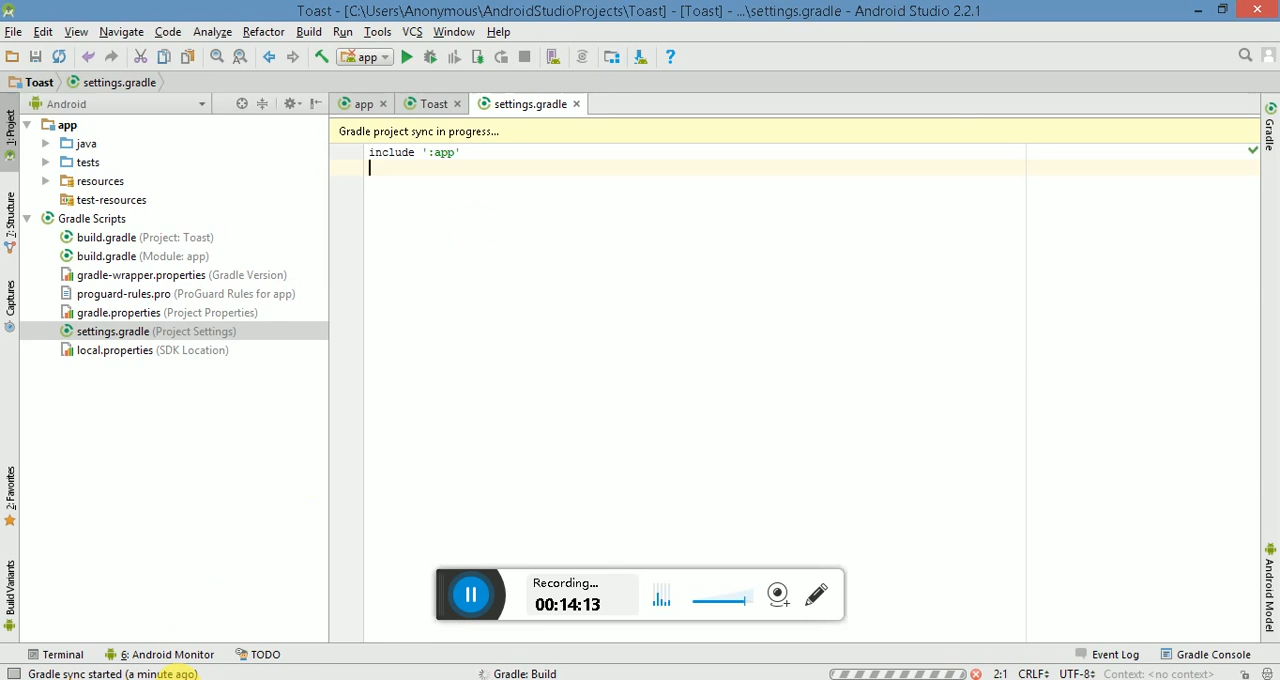 Toast - [C:\Users\Anonymous\AndroidStudioProjects\Toast] - [Toast] - ...\settings.gradle - Android Studio 2.2.1
File Edit View Navigate Code Analyze Refactor Build Run Tools VCS Window Help
app
Toast settings.gradle
Android
app Toast settings.gradle
1: Project
7: Structure
Captures
2: Favorites
Build Variants
app
java
tests
resources
test-resources
Gradle Scripts
build.gradle (Project: Toast)
build.gradle (Module: app)
gradle-wrapper.properties (Gradle Version)
proguard-rules.pro (ProGuard Rules for app)
gradle.properties (Project Properties)
settings.gradle (Project Settings)
local.properties (SDK Location)
Gradle project sync in progress...
include ':app'
Gradle
Android Model
Recording...
00:14:13
Terminal 6: Android Monitor TODO Event Log Gradle Console
Gradle sync started (a minute ago) Gradle: Build 2:1 CRLF UTF-8 Context: <no context>